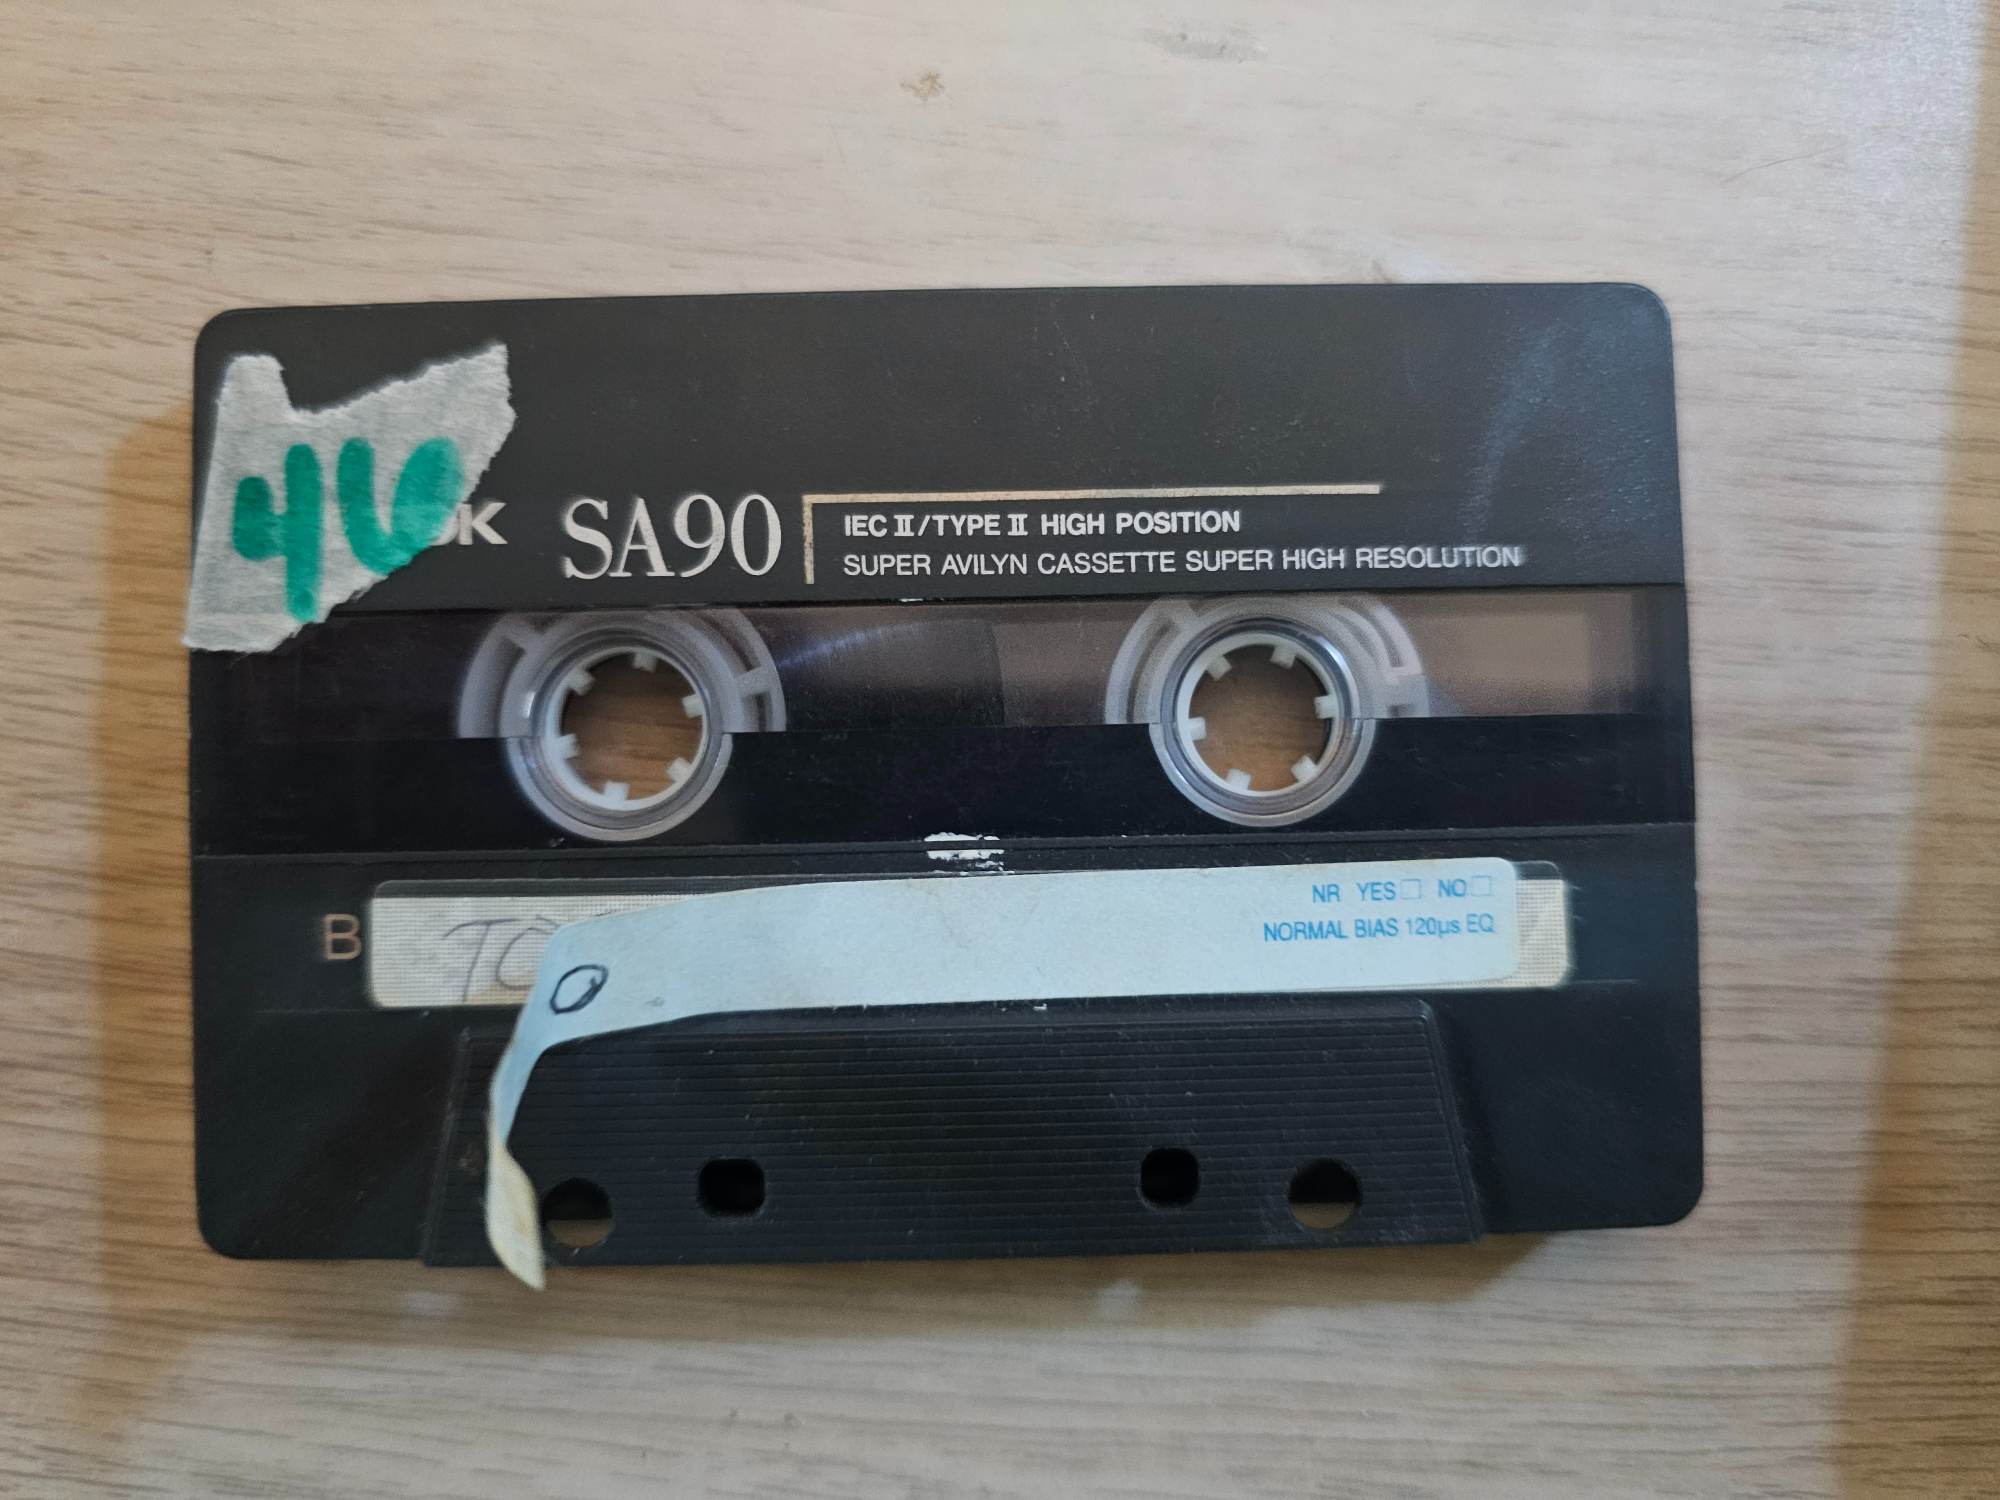 46
SA90
IEC II/TYPE II HIGH POSITION
SUPER AVILYN CASSETTE SUPER HIGH RESOLUTION
B
NR YES☐ NO☐
NORMAL BIAS 120µs EQ
O